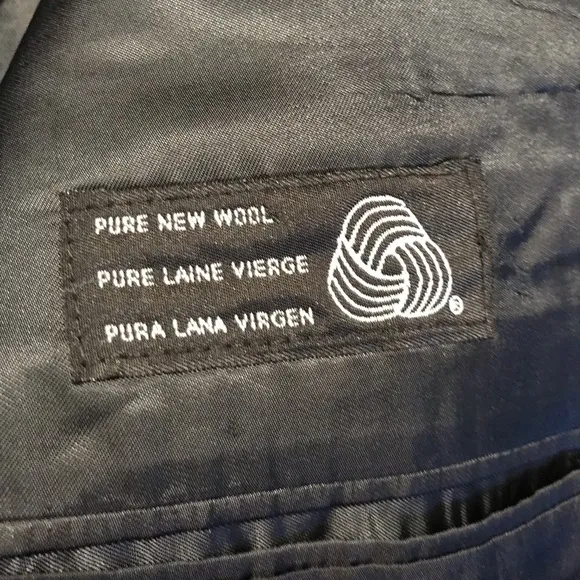 PURE NEW WOOL
PURE LAINE VIERGE
PURA LANA VIRGEN
®